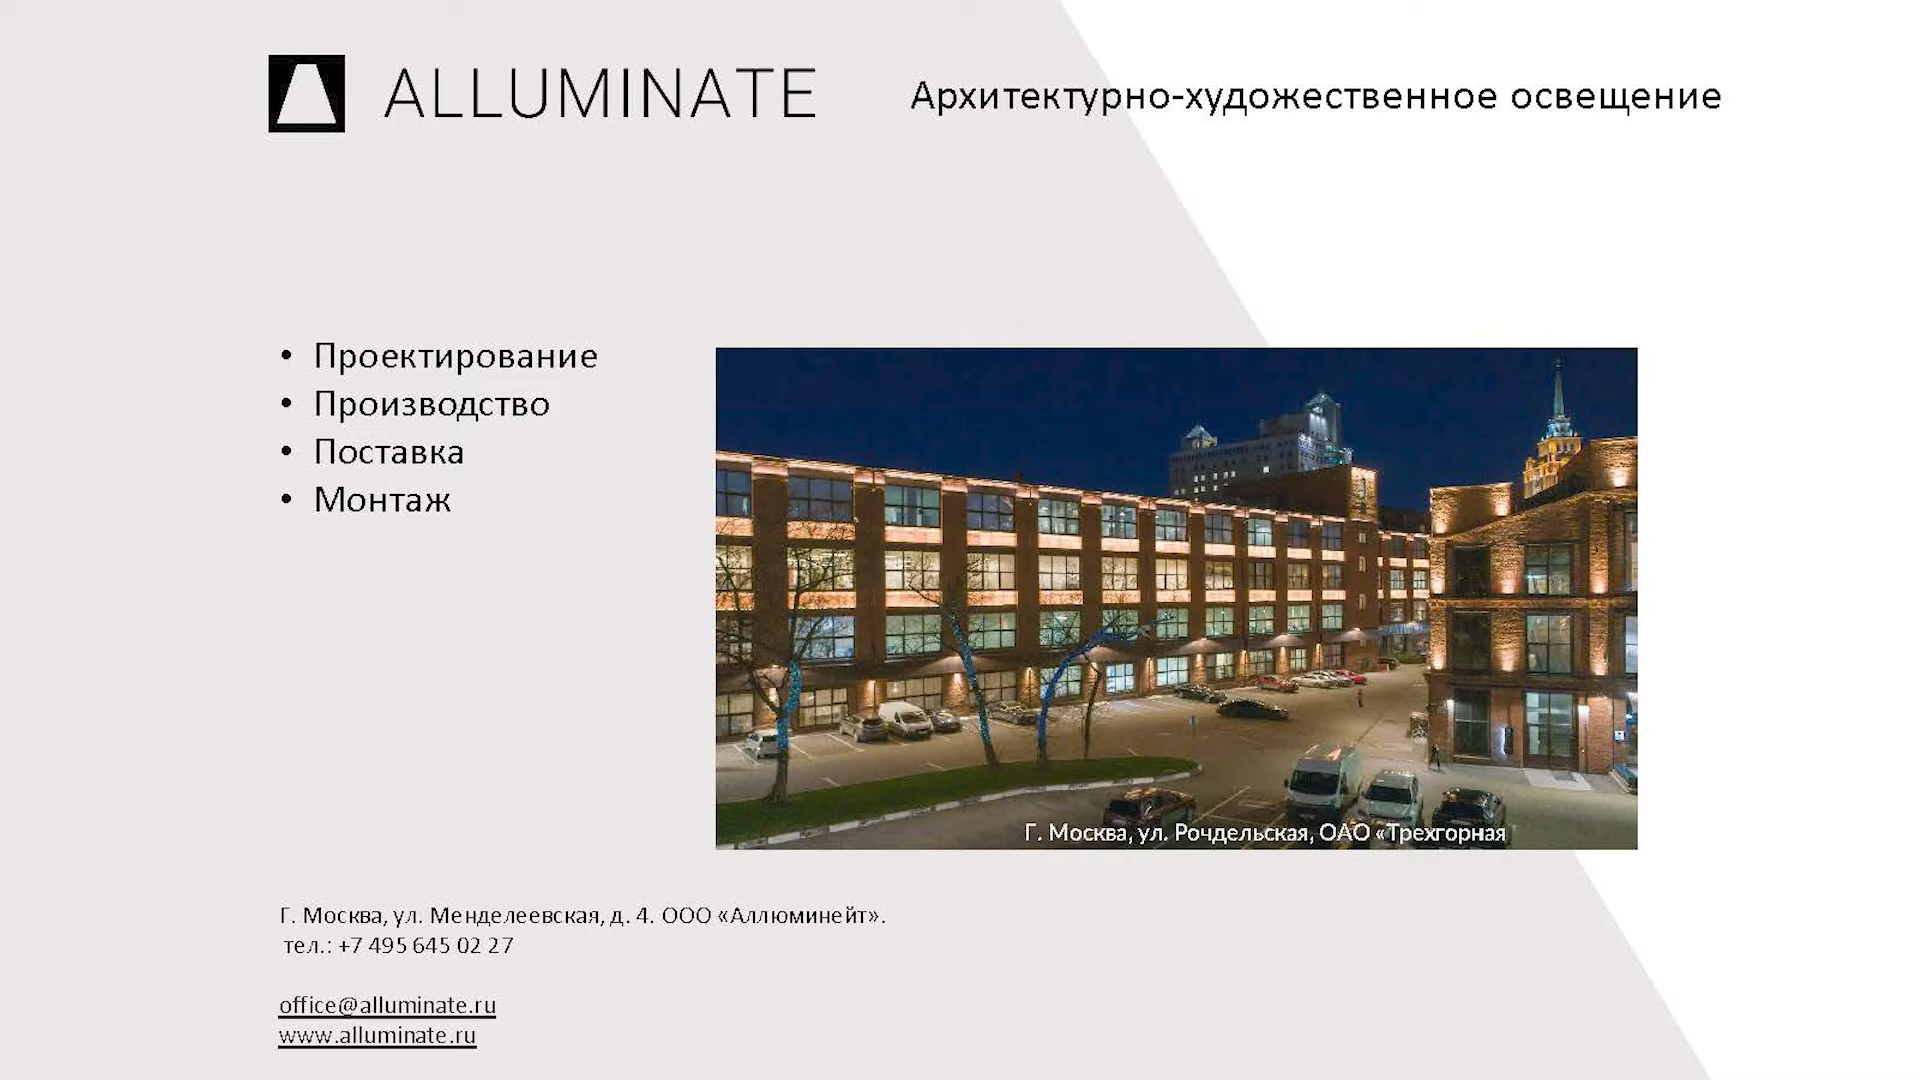 ALLUMINATE
Архитектурно-художественное освещение
• Проектирование
• Производство
• Поставка
• Монтаж
Г. Москва, ул. Рочдельская, ОАО «Трехгорная
Г. Москва, ул. Менделеевская, д. 4. ООО «Аллюминейт».
тел.: +7 495 645 02 27
office@alluminate.ru
www.alluminate.ru